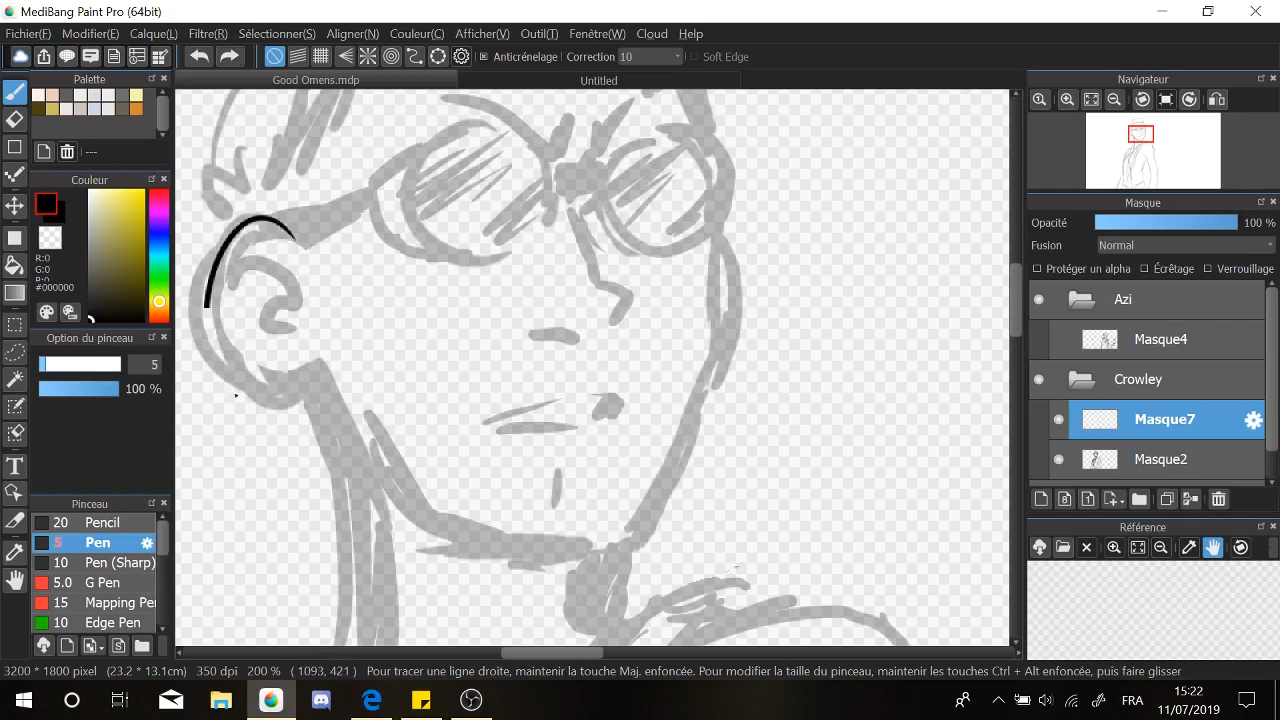 MediBang Paint Pro (64bit)
Fichier(F) Modifier(E) Calque(L) Filtre(R) Sélectionner(S) Aligner(N) Couleur(C) Afficher(V) Outil(T) Fenêtre(W) Cloud Help
Anticrénelage Correction 10 Soft Edge
Palette
Good Omens.mdp
Untitled
Navigateur
---
Couleur
R:0
G:0
#000000
Option du pinceau
5
100 %
Pinceau
20 Pencil
5 Pen
10 Pen (Sharp)
5.0 G Pen
15 Mapping Pen
10 Edge Pen
Masque
Opacité 100 %
Fusion Normal
Protéger un alpha Écrêtage Verrouillage
Azi
Masque4
Crowley
Masque7
Masque2
Référence
3200 * 1800 pixel (23.2 * 13.1cm) 350 dpi 200 % ( 1093, 421 ) Pour tracer une ligne droite, maintenir la touche Maj. enfoncée. Pour modifier la taille du pinceau, maintenir les touches Ctrl + Alt enfoncée, puis faire glisser
FRA
15:22
11/07/2019